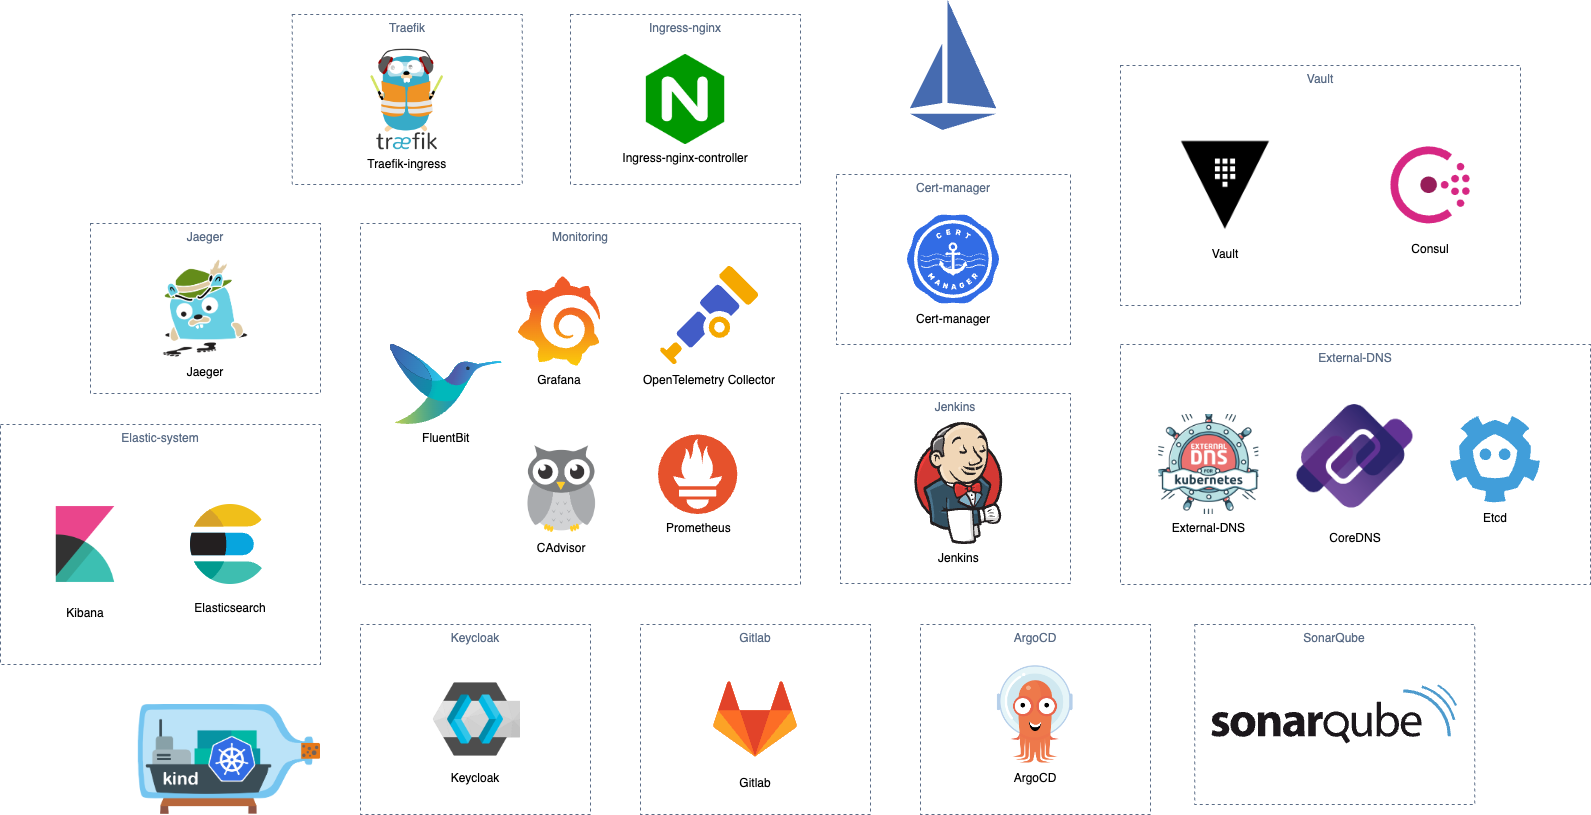 Traefik
træfik
Traefik-ingress
Ingress-nginx
N
Ingress-nginx-controller
Vault
Vault
Consul
Cert-manager
CERT
MANAGER
Cert-manager
Jaeger
Jaeger
Monitoring
Grafana
OpenTelemetry Collector
FluentBit
CAdvisor
Prometheus
External-DNS
EXTERNAL
DNS
FOR
kubernetes
External-DNS
CoreDNS
Etcd
Jenkins
Jenkins
Elastic-system
Kibana
Elasticsearch
kind
Keycloak
Keycloak
Gitlab
Gitlab
ArgoCD
ArgoCD
SonarQube
sonarqube